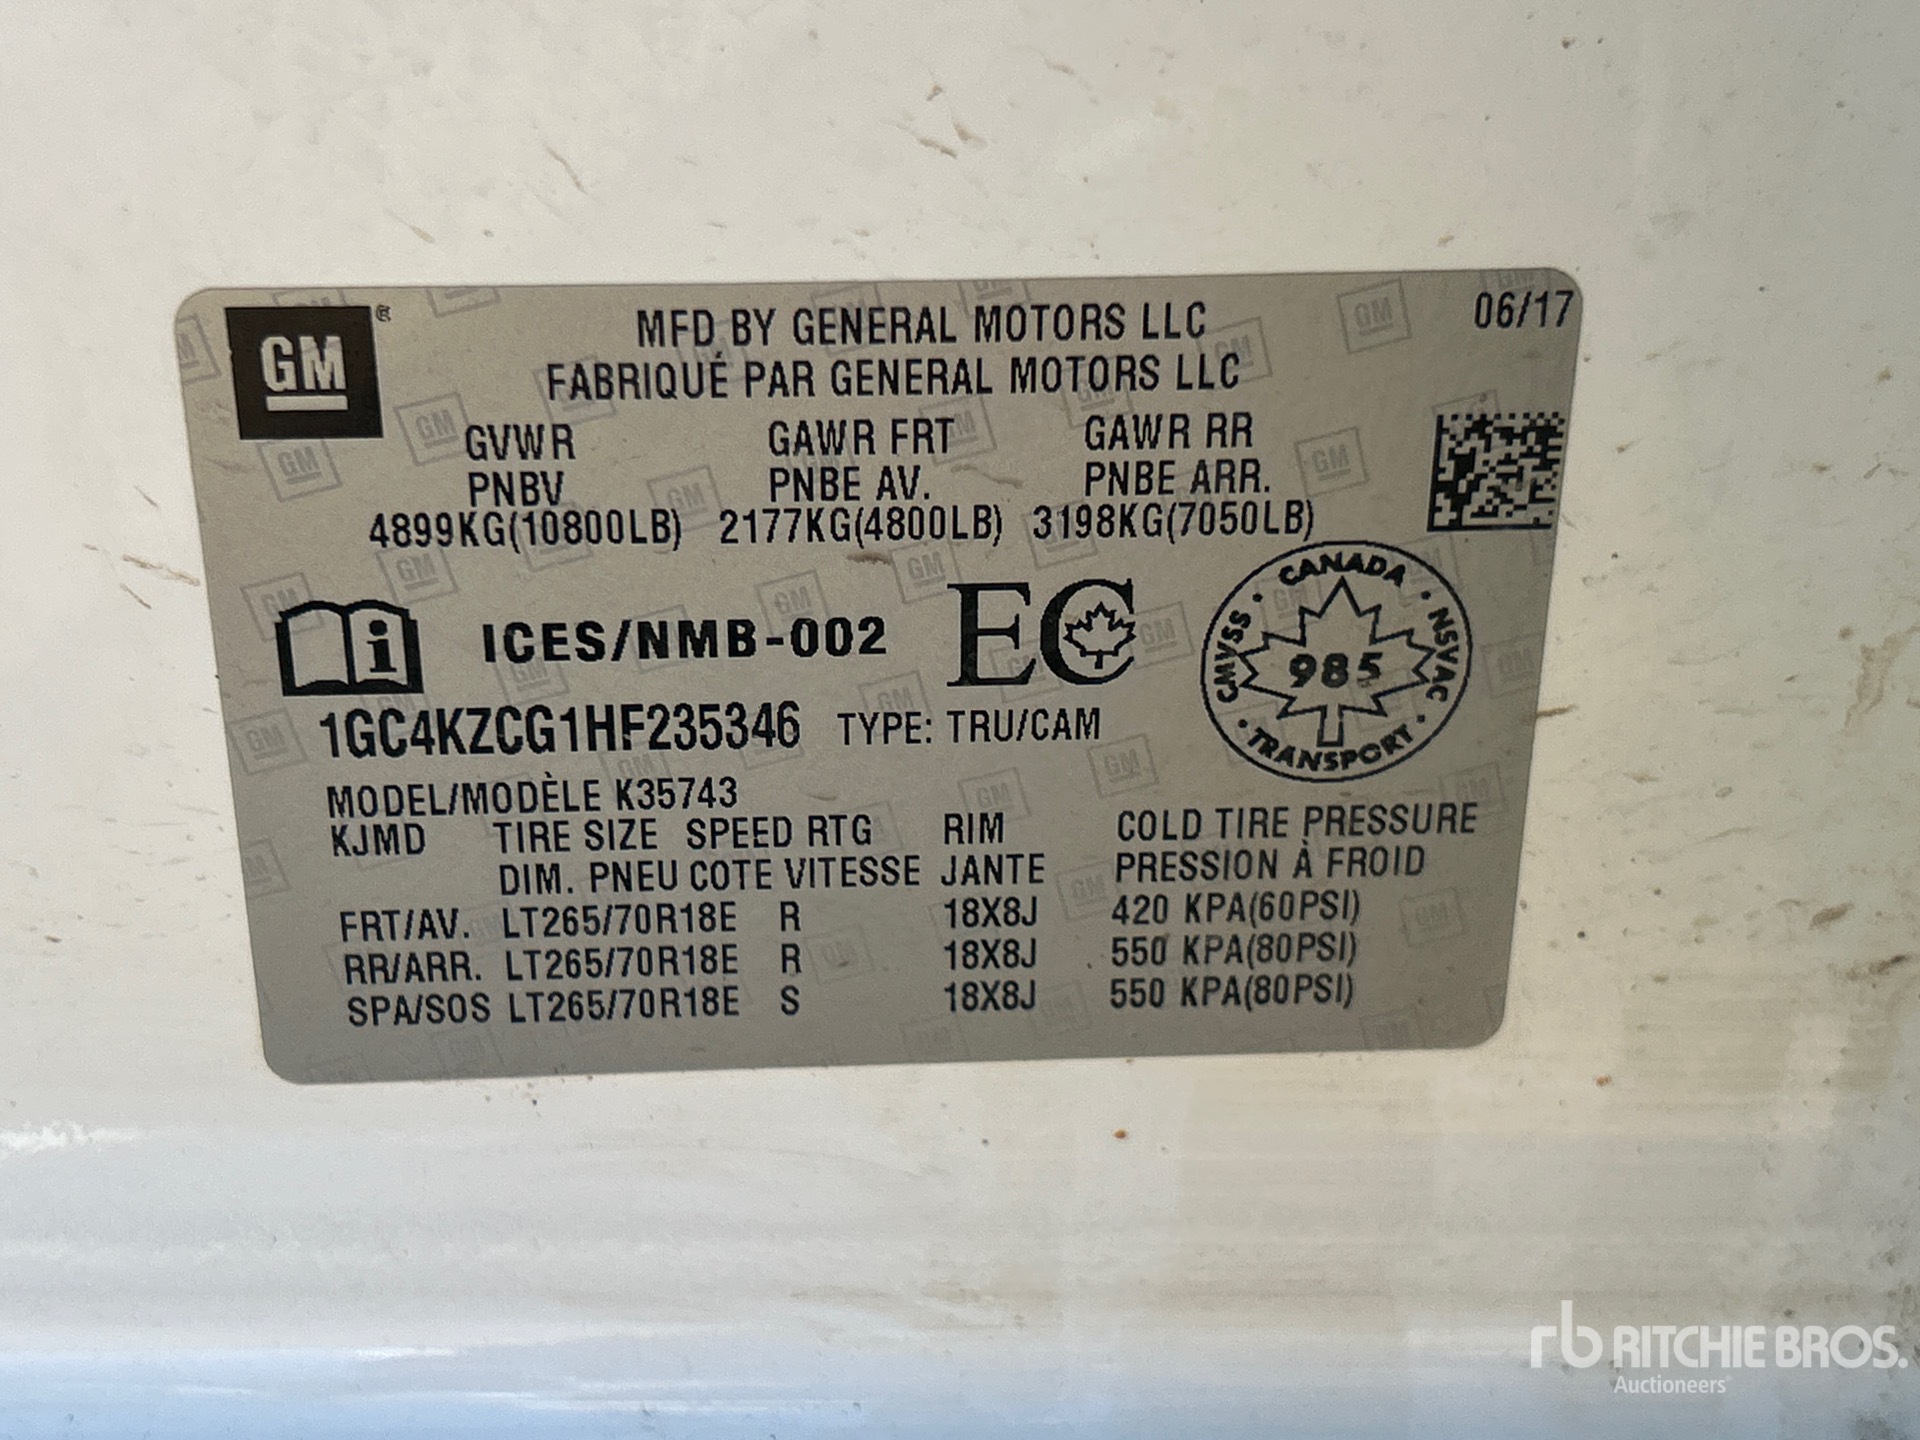 GM®
MFD BY GENERAL MOTORS LLC 06/17
FABRIQUÉ PAR GENERAL MOTORS LLC
GVWR GAWR FRT GAWR RR
PNBV PNBE AV. PNBE ARR.
4899KG(10800LB) 2177KG(4800LB) 3198KG(7050LB)
i ICES/NMB-002 EC
CANADA
CMVSS · 985 · NSVAC
TRANSPORT
1GC4KZCG1HF235346 TYPE: TRU/CAM
MODEL/MODÈLE K35743
KJMD TIRE SIZE SPEED RTG RIM COLD TIRE PRESSURE
DIM. PNEU COTE VITESSE JANTE PRESSION À FROID
FRT/AV. LT265/70R18E R 18X8J 420 KPA(60PSI)
RR/ARR. LT265/70R18E R 18X8J 550 KPA(80PSI)
SPA/SOS LT265/70R18E S 18X8J 550 KPA(80PSI)
rb RITCHIE BROS.
Auctioneers